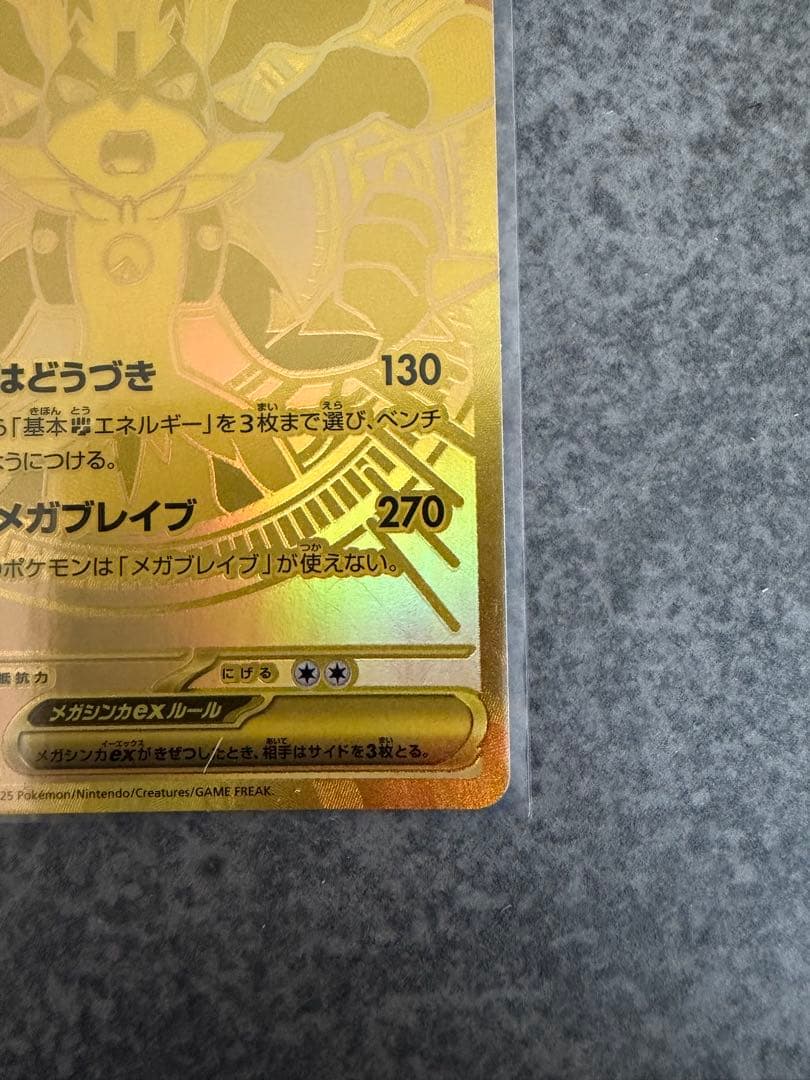 はどうづき 130
ら「基本エネルギー」を3枚まで選び、ベンチ
ようにつける。
メガブレイブ 270
のポケモンは「メガブレイブ」が使えない。
抵抗力 にげる
メガシンカexルール
メガシンカexがきぜつしたとき、相手はサイドを3枚とる。
25 Pokémon/Nintendo/Creatures/GAME FREAK.